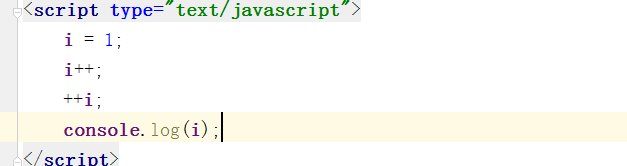 <script type="text/javascript">
i = 1;
i++;
++i;
console.log(i);
</script>